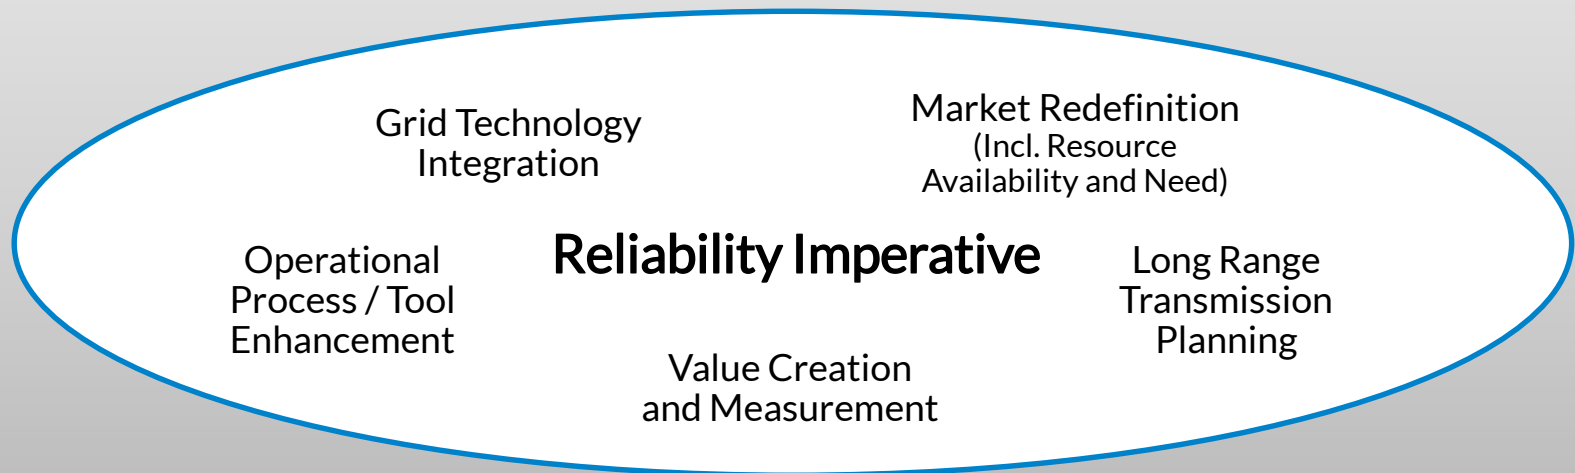 Grid Technology
Integration
Market Redefinition
(Incl. Resource
Availability and Need)
Reliability Imperative
Operational
Process / Tool
Enhancement
Long Range
Transmission
Planning
Value Creation
and Measurement